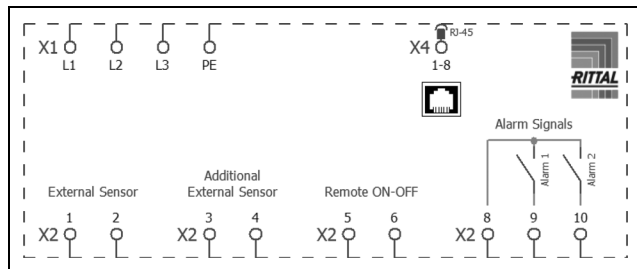 RJ-45
X1 X4
L1 L2 L3 PE 1-8
RITTAL
Alarm Signals
Alarm 1
Alarm 2
External Sensor
Additional
External Sensor
Remote ON-OFF
1 2 3 4 5 6 8 9 10
X2 X2 X2 X2